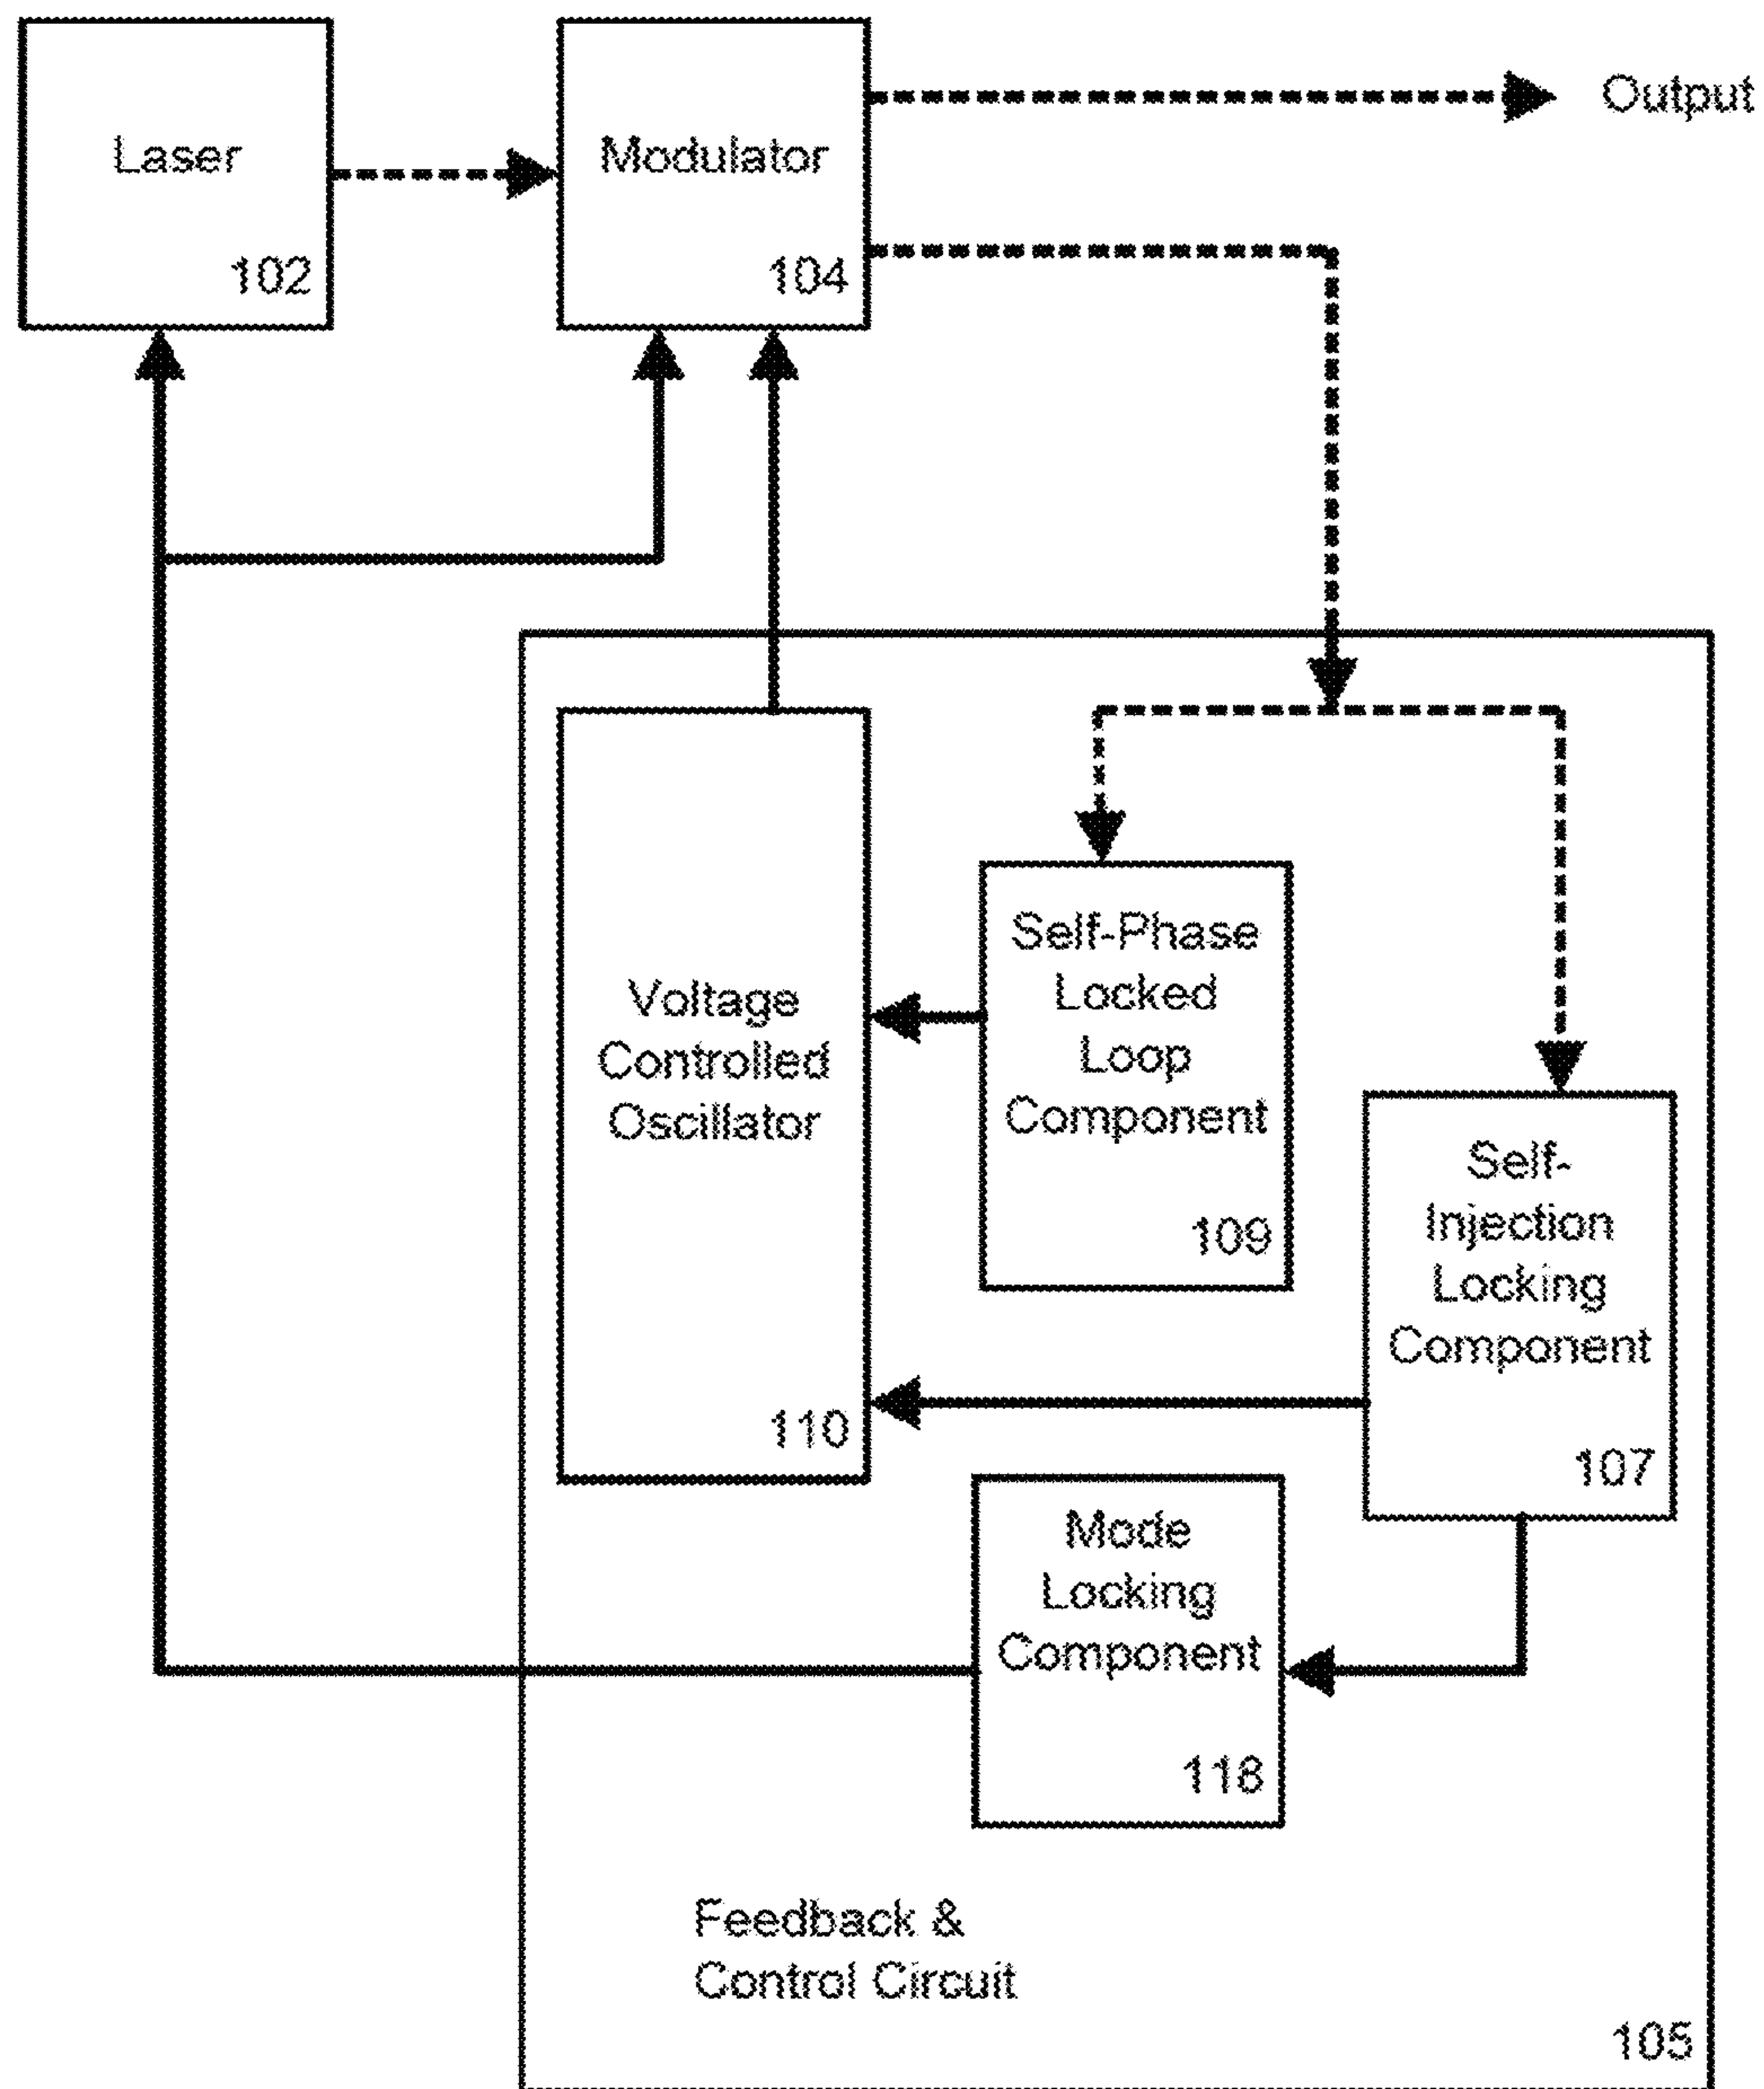 Laser
102
Modulator
104
Output
Voltage
Controlled
Oscillator
110
Self-Phase
Locked
Loop
Component
109
Self-
Injection
Locking
Component
107
Mode
Locking
Component
118
Feedback &
Control Circuit
105